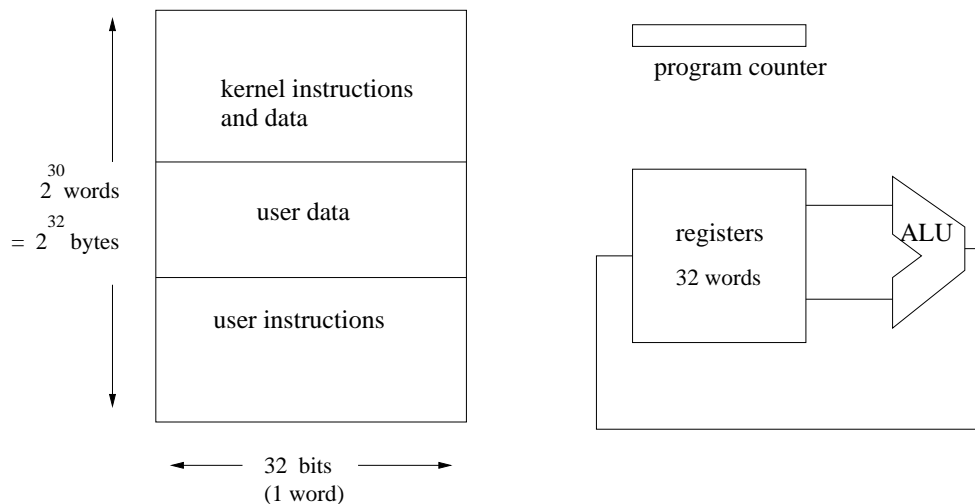 kernel instructions
and data
2^30 words
= 2^32 bytes
user data
user instructions
32 bits
(1 word)
program counter
registers
32 words
ALU